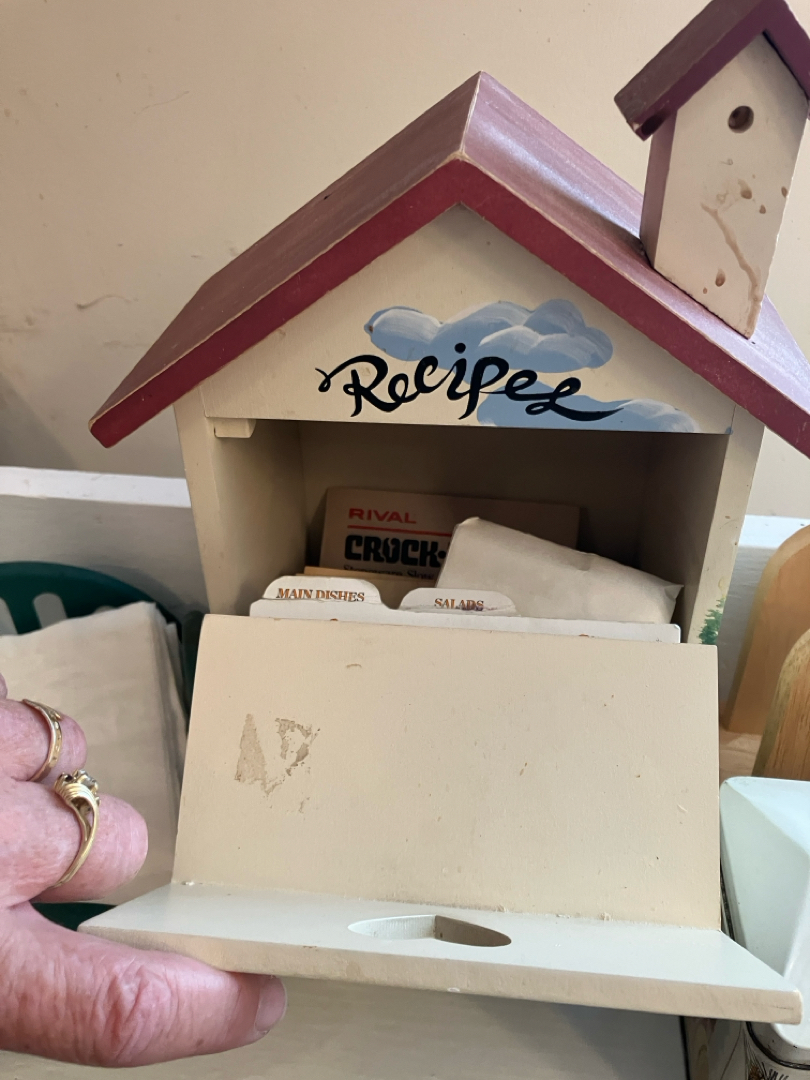 Recipes
RIVAL
CROCK-
MAIN DISHES
SALADS